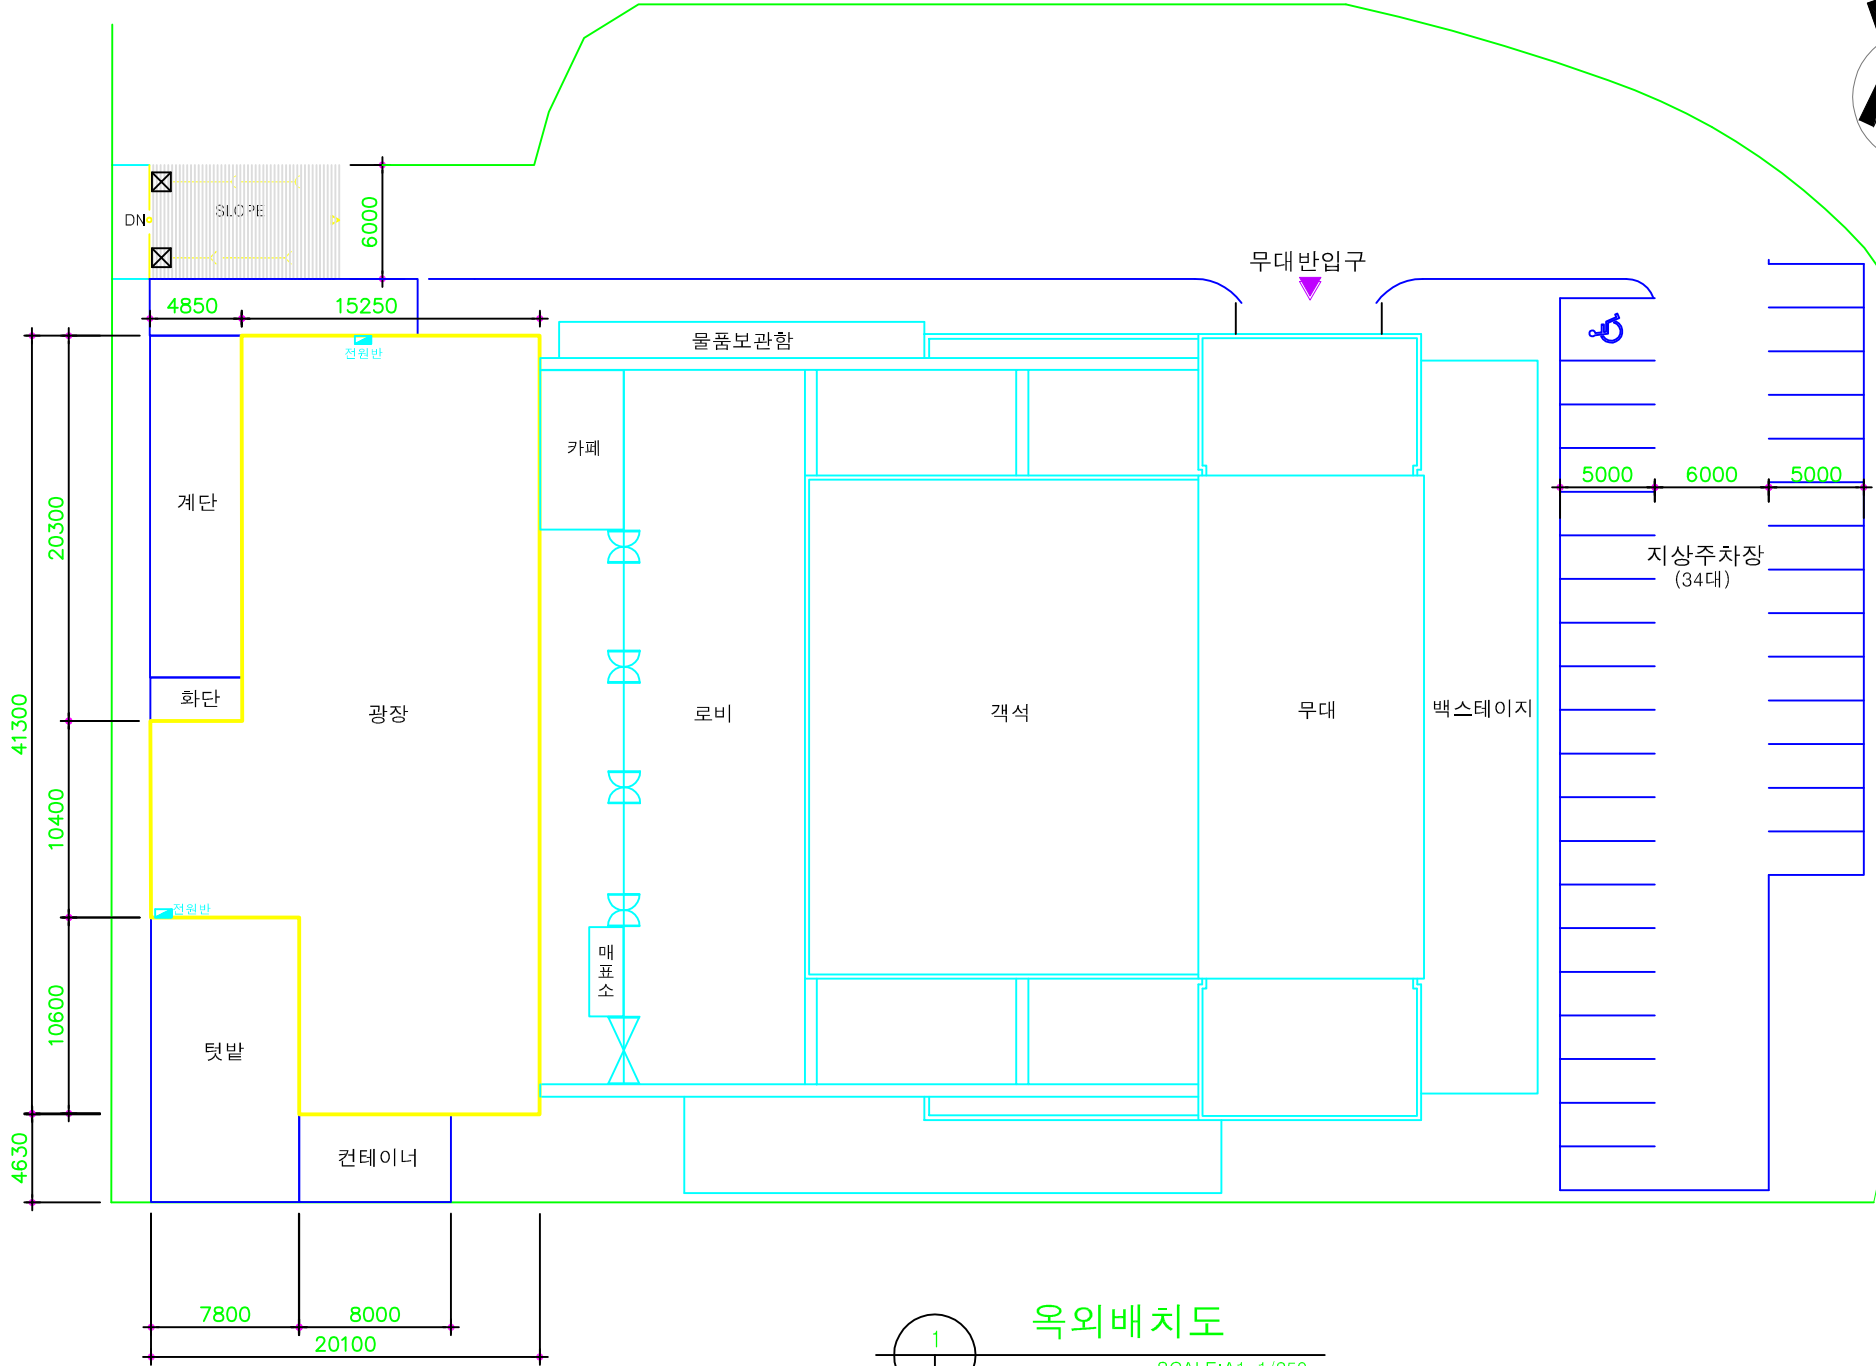 SLOPE
DN
6000
무대반입구
4850
15250
전원반
물품보관함
카페
계단
20300
5000
6000
5000
지상주차장
(34대)
화단
41300
광장
로비
객석
무대
백스테이지
10400
전원반
매
표
소
10600
텃밭
컨테이너
4630
7800
8000
20100
1
옥외배치도